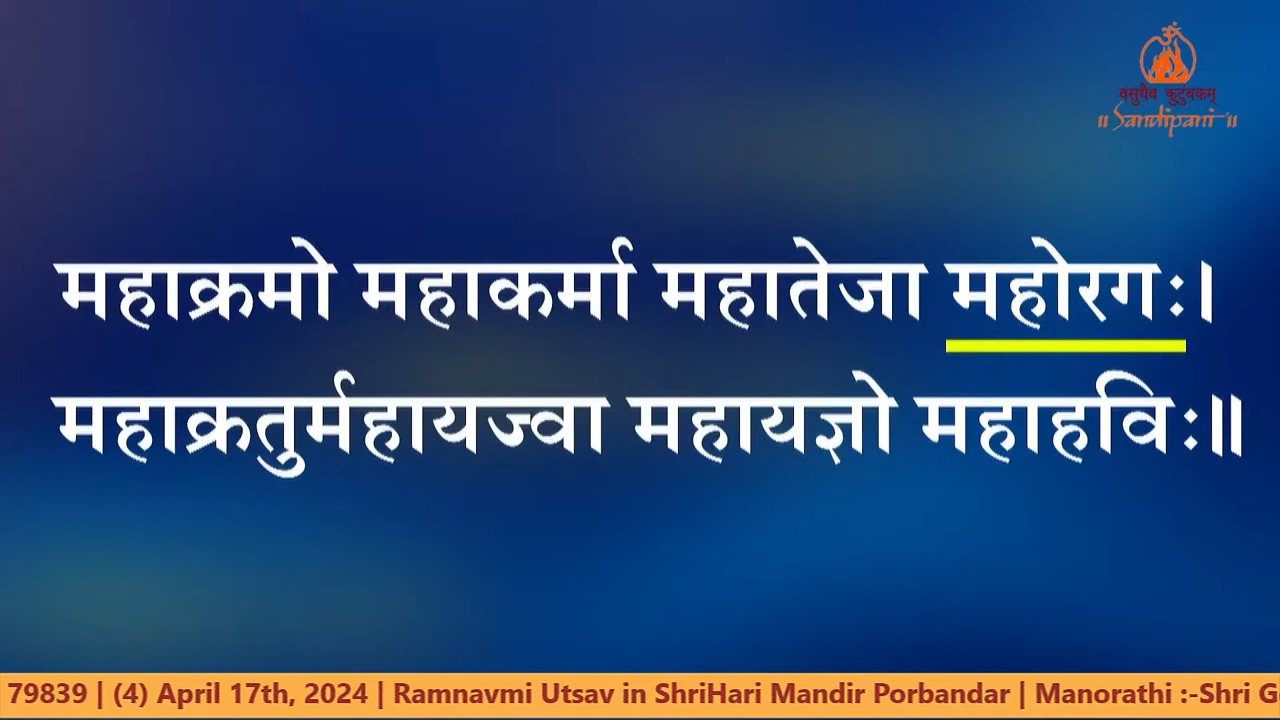 ॐ
वसुधैव कुटुंबकम्
॥ Sandipani ॥
महाक्रमो महाकर्मा महातेजा महोरगः।
महाक्रतुर्महायज्वा महायज्ञो महाहविः॥
79839 | (4) April 17th, 2024 | Ramnavmi Utsav in ShriHari Mandir Porbandar | Manorathi :-Shri G